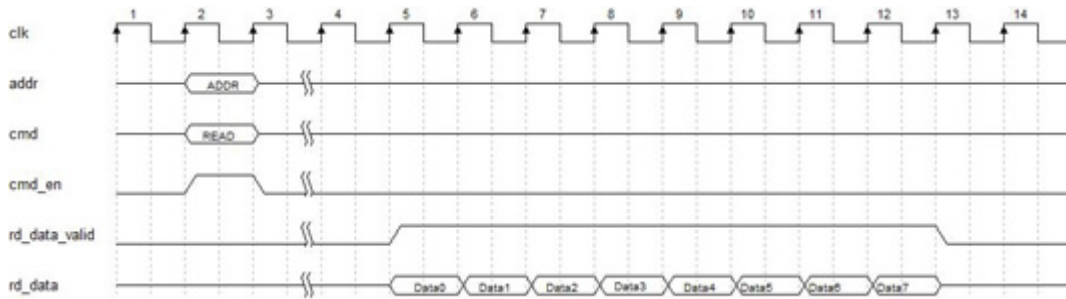 1 2 3 4 5 6 7 8 9 10 11 12 13 14
clk
addr ADDR
cmd READ
cmd_en
rd_data_valid
rd_data Data0 Data1 Data2 Data3 Data4 Data5 Data6 Data7